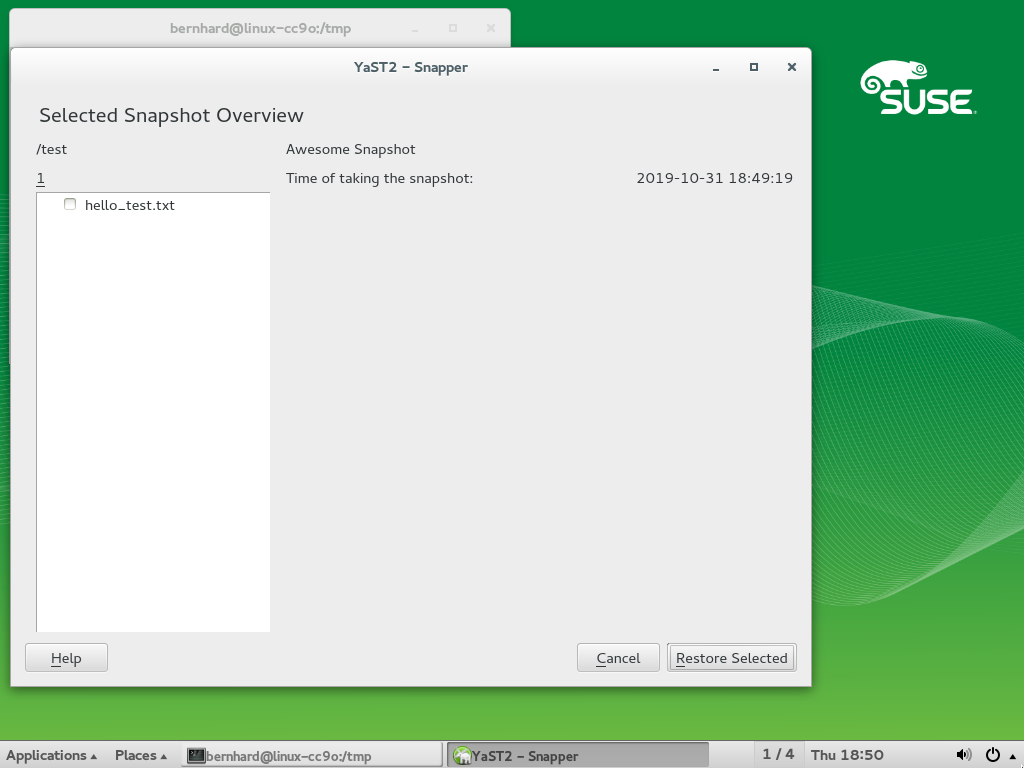 bernhard@linux-cc9o:/tmp
YaST2 - Snapper
SUSE
Selected Snapshot Overview
/test
Awesome Snapshot
1
Time of taking the snapshot:
2019-10-31 18:49:19
hello_test.txt
Help
Cancel
Restore Selected
Applications
Places
bernhard@linux-cc9o:/tmp
YaST2 - Snapper
1 / 4
Thu 18:50